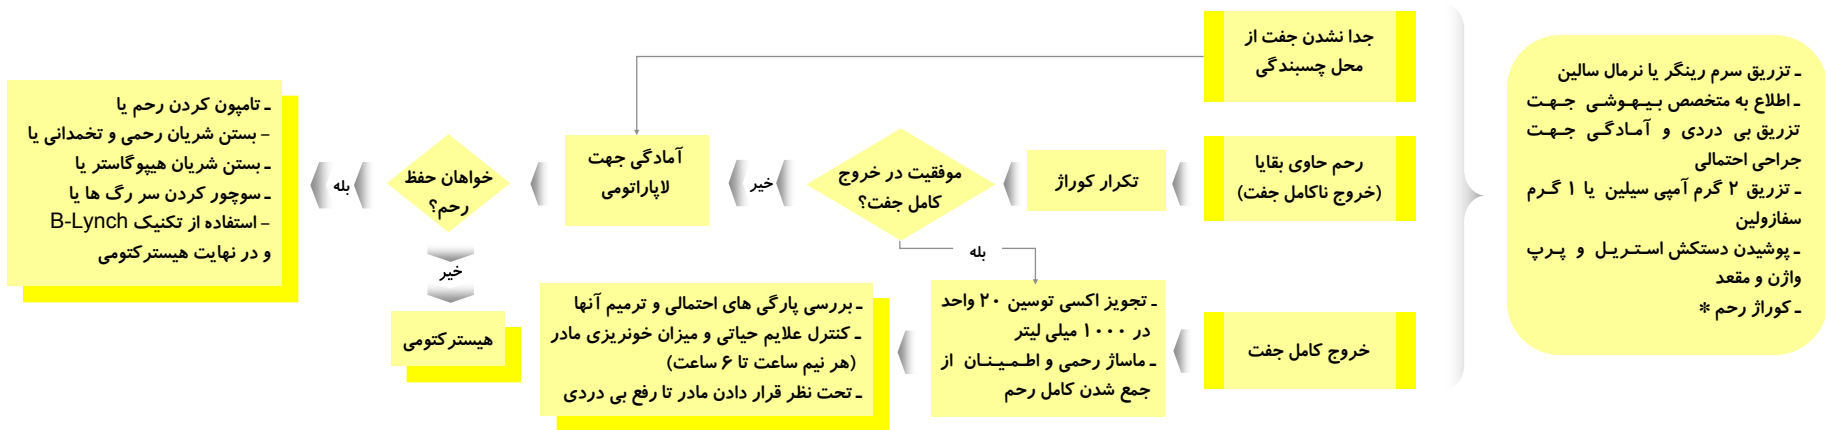 ـ تزریق سرم رینگر یا نرمال سالین
ـ اطلاع به متخصص بیهوشی جهت
تزریق بی دردی و آمادگی جهت
جراحی احتمالی
ـ تزریق ۲ گرم آمپی سیلین یا ۱ گرم
سفازولین
ـ پوشیدن دستکش استریل و پرپ
واژن و مقعد
ـ کوراژ رحم *
جدا نشدن جفت از
محل چسبندگی
رحم حاوی بقایا
(خروج ناکامل جفت)
خروج کامل جفت
تکرار کوراژ
موفقیت در خروج
کامل جفت؟
خیر
بله
آمادگی جهت
لاپاراتومی
خواهان حفظ
رحم؟
بله
خیر
هیسترکتومی
ـ تامپون کردن رحم یا
– بستن شریان رحمی و تخمدانی یا
ـ بستن شریان هیپوگاستر یا
ـ سوچور کردن سر رگ ها یا
– استفاده از تکنیک B-Lynch
و در نهایت هیسترکتومی
ـ تجویز اکسی توسین ۲۰ واحد
در ۱۰۰۰ میلی لیتر
ـ ماساژ رحمی و اطمینان از
جمع شدن کامل رحم
ـ بررسی پارگی های احتمالی و ترمیم آنها
ـ کنترل علایم حیاتی و میزان خونریزی مادر
(هر نیم ساعت تا ۶ ساعت)
ـ تحت نظر قرار دادن مادر تا رفع بی دردی